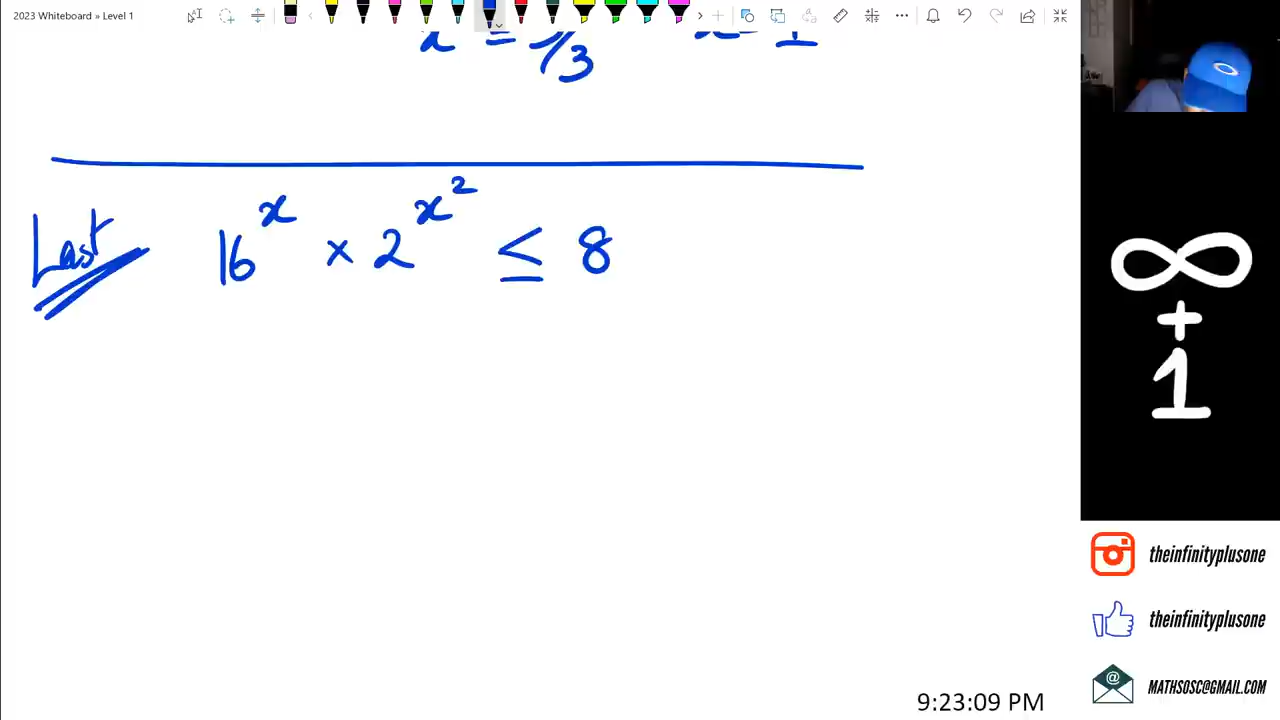 2023 Whiteboard » Level 1
Last 16^x × 2^(x^2) ≤ 8
∞
+
1
theinfinityplusone
theinfinityplusone
MATHSOSC@GMAIL.COM
9:23:09 PM